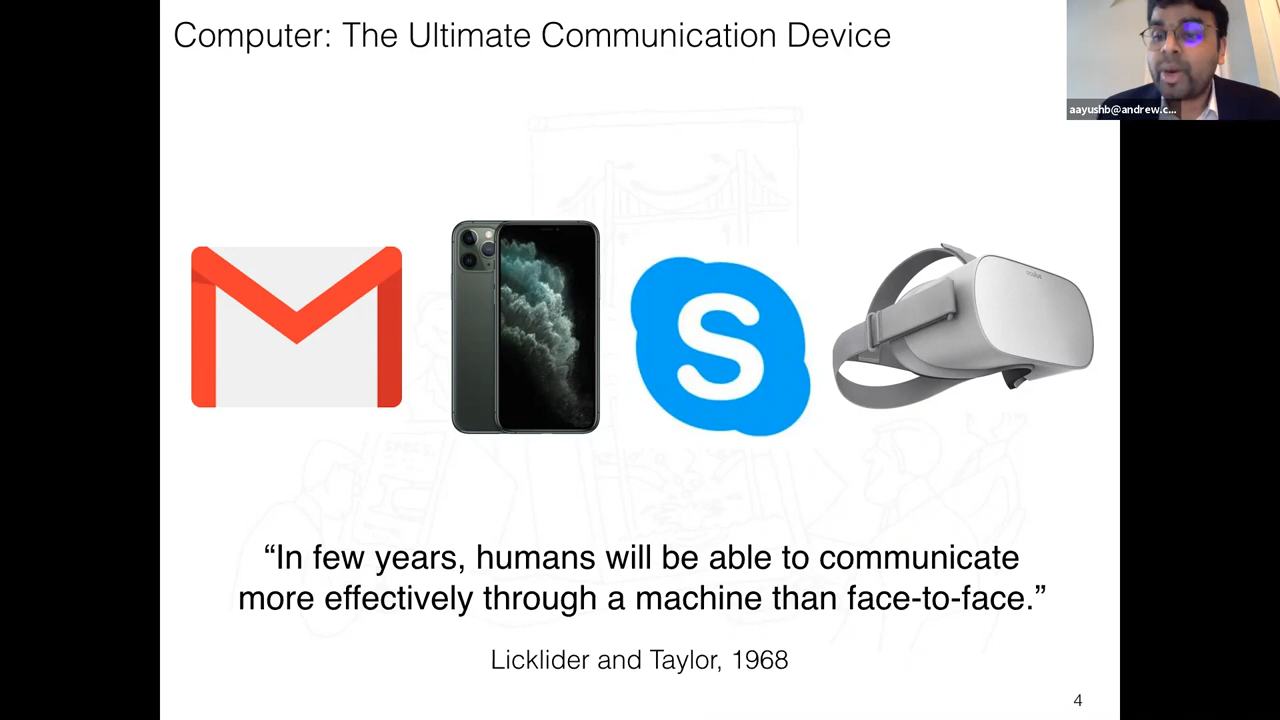 Computer: The Ultimate Communication Device
aayushb@andrew.c...
oculus
“In few years, humans will be able to communicate
more effectively through a machine than face-to-face.”
Licklider and Taylor, 1968
4